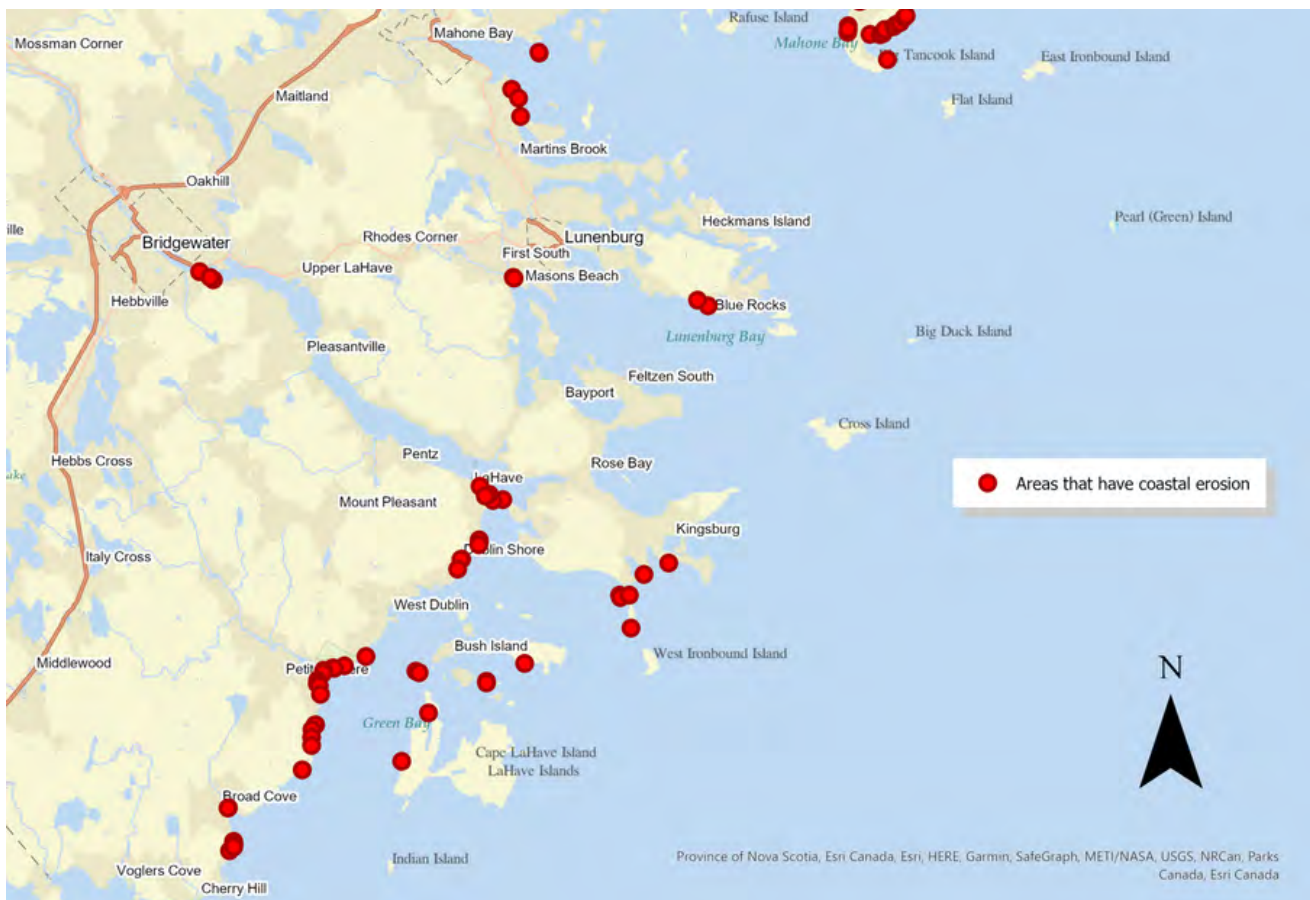 Rafuse Island
Mossman Corner
Mahone Bay
Mahone Bay
Tancook Island
East Ironbound Island
Maitland
Flat Island
Martins Brook
Oakhill
Heckmans Island
Pearl (Green) Island
ille
Bridgewater
Rhodes Corner
Lunenburg
First South
Upper LaHave
Masons Beach
Hebbville
Blue Rocks
Lunenburg Bay
Big Duck Island
Pleasantville
Feltzen South
Bayport
Cross Island
Pentz
Hebbs Cross
Rose Bay
LaHave
ake
Areas that have coastal erosion
Mount Pleasant
Kingsburg
Italy Cross
Dublin Shore
West Dublin
Bush Island
West Ironbound Island
Middlewood
N
Green Bay
Cape LaHave Island
LaHave Islands
Broad Cove
Indian Island
Voglers Cove
Cherry Hill
Province of Nova Scotia, Esri Canada, Esri, HERE, Garmin, SafeGraph, METI/NASA, USGS, NRCan, Parks
Canada, Esri Canada